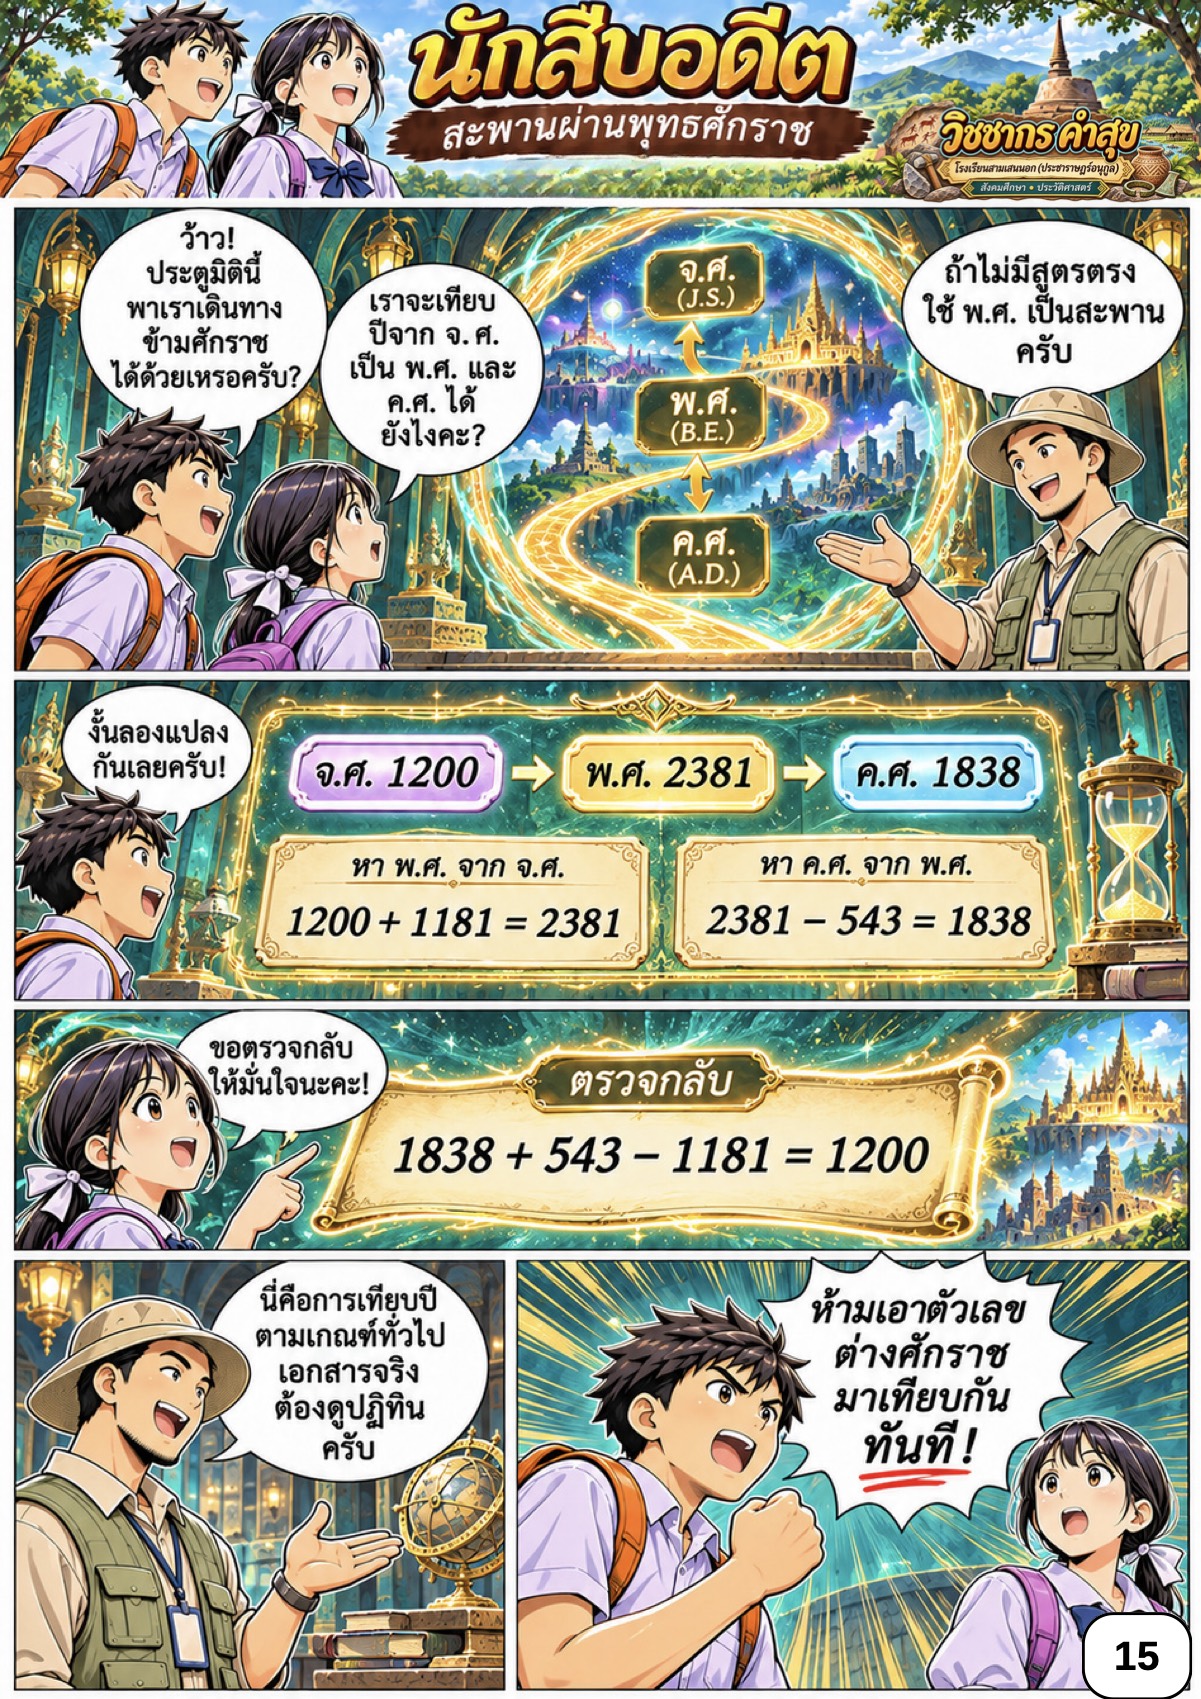 นักสืบอดีต
สะพานผ่านพุทธศักราช
วิชชากร คำสุข
โรงเรียนสามเสนนอก (ประชาราษฎร์อนุกูล)
สังคมศึกษา • ประวัติศาสตร์
ว้าว!
ประตูมิตินี้
พาเราเดินทาง
ข้ามศักราช
ได้ด้วยเหรอครับ?
เราจะเทียบ
ปีจาก จ.ศ.
เป็น พ.ศ. และ
ค.ศ. ได้
ยังไงคะ?
จ.ศ.
(J.S.)
พ.ศ.
(B.E.)
ค.ศ.
(A.D.)
ถ้าไม่มีสูตรตรง
ใช้ พ.ศ. เป็นสะพาน
ครับ
งั้นลองแปลง
กันเลยครับ!
จ.ศ. 1200 → พ.ศ. 2381 → ค.ศ. 1838
หา พ.ศ. จาก จ.ศ.
1200 + 1181 = 2381
หา ค.ศ. จาก พ.ศ.
2381 − 543 = 1838
ขอตรวจกลับ
ให้มั่นใจนะคะ!
ตรวจกลับ
1838 + 543 − 1181 = 1200
นี่คือการเทียบปี
ตามเกณฑ์ทั่วไป
เอกสารจริง
ต้องดูปฏิทิน
ครับ
ห้ามเอาตัวเลข
ต่างศักราช
มาเทียบกัน
ทันที!
15